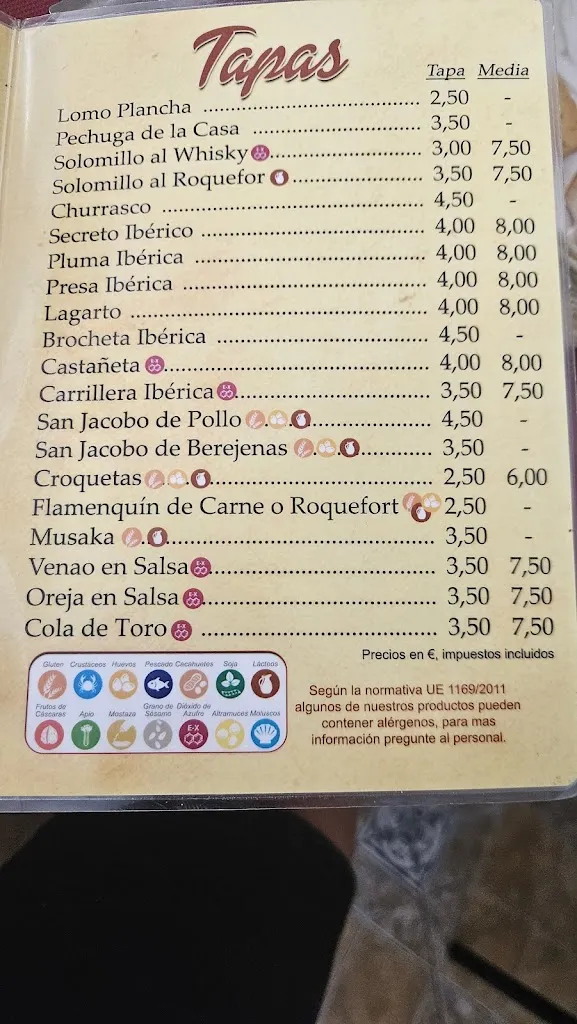 Tapas
Tapa Media
Lomo Plancha ........ 2,50 -
Pechuga de la Casa ........ 3,50 -
Solomillo al Whisky ........ 3,00 7,50
Solomillo al Roquefor ........ 3,50 7,50
Churrasco ........ 4,50 -
Secreto Ibérico ........ 4,00 8,00
Pluma Ibérica ........ 4,00 8,00
Presa Ibérica ........ 4,00 8,00
Lagarto ........ 4,00 8,00
Brocheta Ibérica ........ 4,50 -
Castañeta ........ 4,00 8,00
Carrillera Ibérica ........ 3,50 7,50
San Jacobo de Pollo ........ 4,50 -
San Jacobo de Berejenas ........ 3,50 -
Croquetas ........ 2,50 6,00
Flamenquín de Carne o Roquefort 2,50 -
Musaka ........ 3,50 -
Venao en Salsa ........ 3,50 7,50
Oreja en Salsa ........ 3,50 7,50
Cola de Toro ........ 3,50 7,50
Precios en €, impuestos incluidos
Gluten Crustáceos Huevos Pescado Cacahuetes Soja Lácteos
Frutos de Cáscaras Apio Mostaza Grano de Sésamo Dióxido de Azufre Altramuces Moluscos
E-X
Según la normativa UE 1169/2011
algunos de nuestros productos pueden
contener alérgenos, para mas
información pregunte al personal.